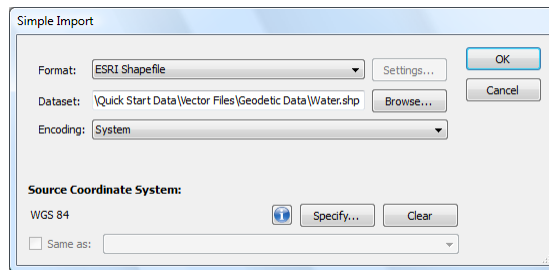 Simple Import
Format: ESRI Shapefile Settings... OK
Dataset: \Quick Start Data\Vector Files\Geodetic Data\Water.shp Browse... Cancel
Encoding: System
Source Coordinate System:
WGS 84 Specify... Clear
Same as: